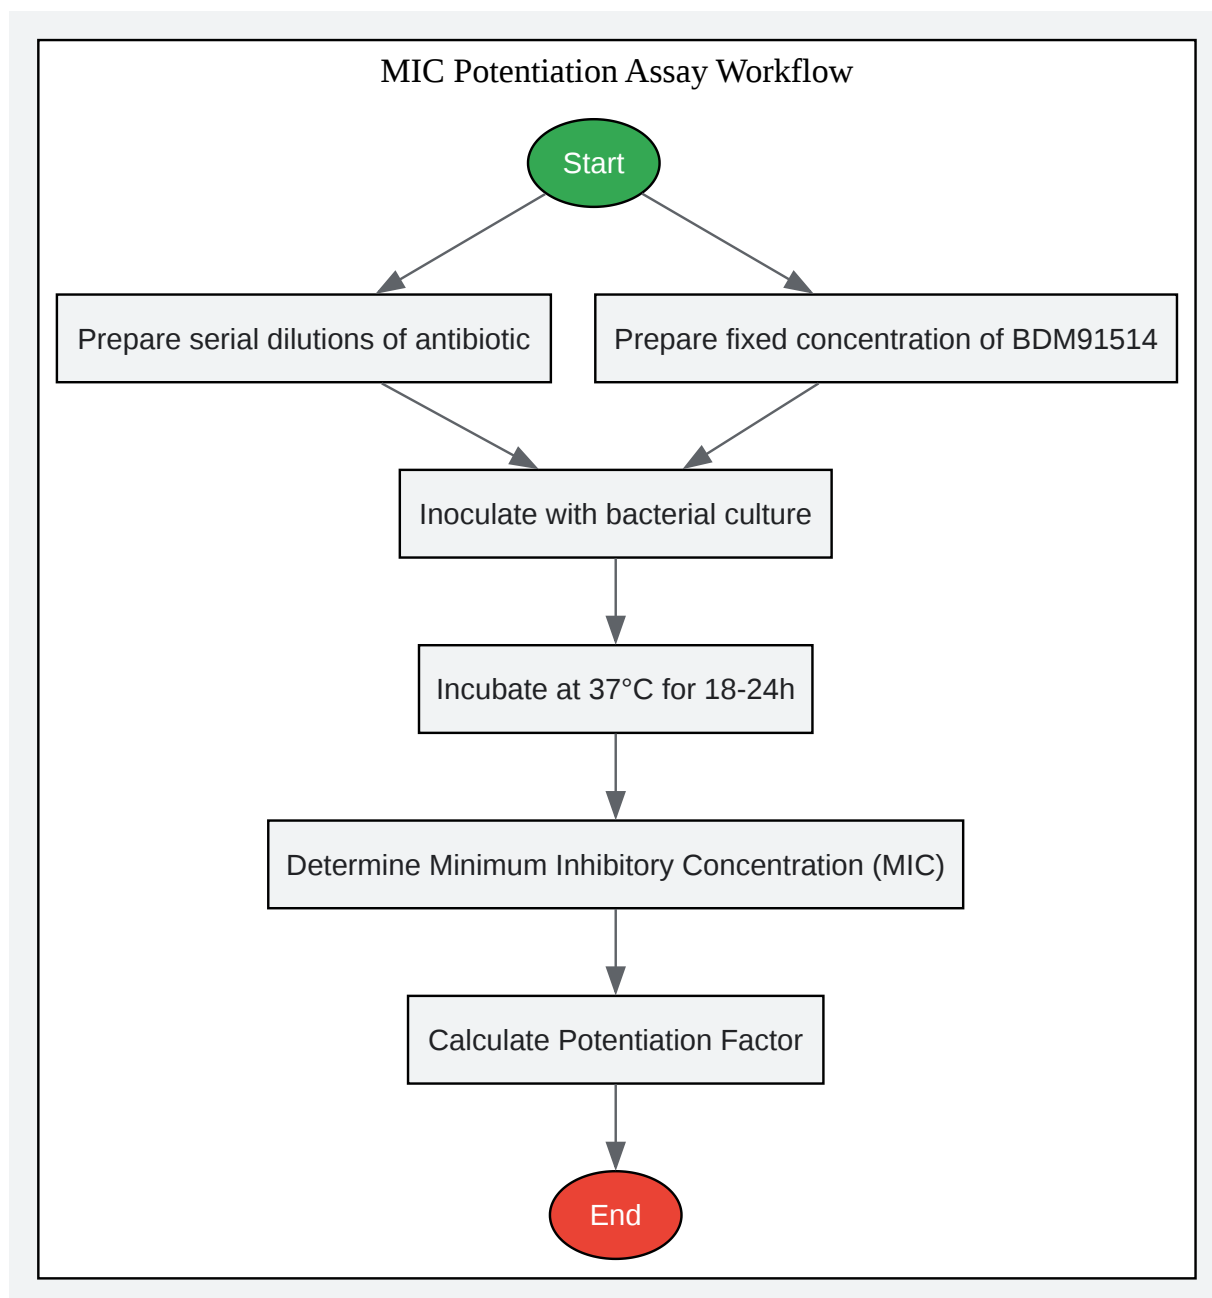 MIC Potentiation Assay Workflow
Start
Prepare serial dilutions of antibiotic
Prepare fixed concentration of BDM91514
Inoculate with bacterial culture
Incubate at 37°C for 18-24h
Determine Minimum Inhibitory Concentration (MIC)
Calculate Potentiation Factor
End